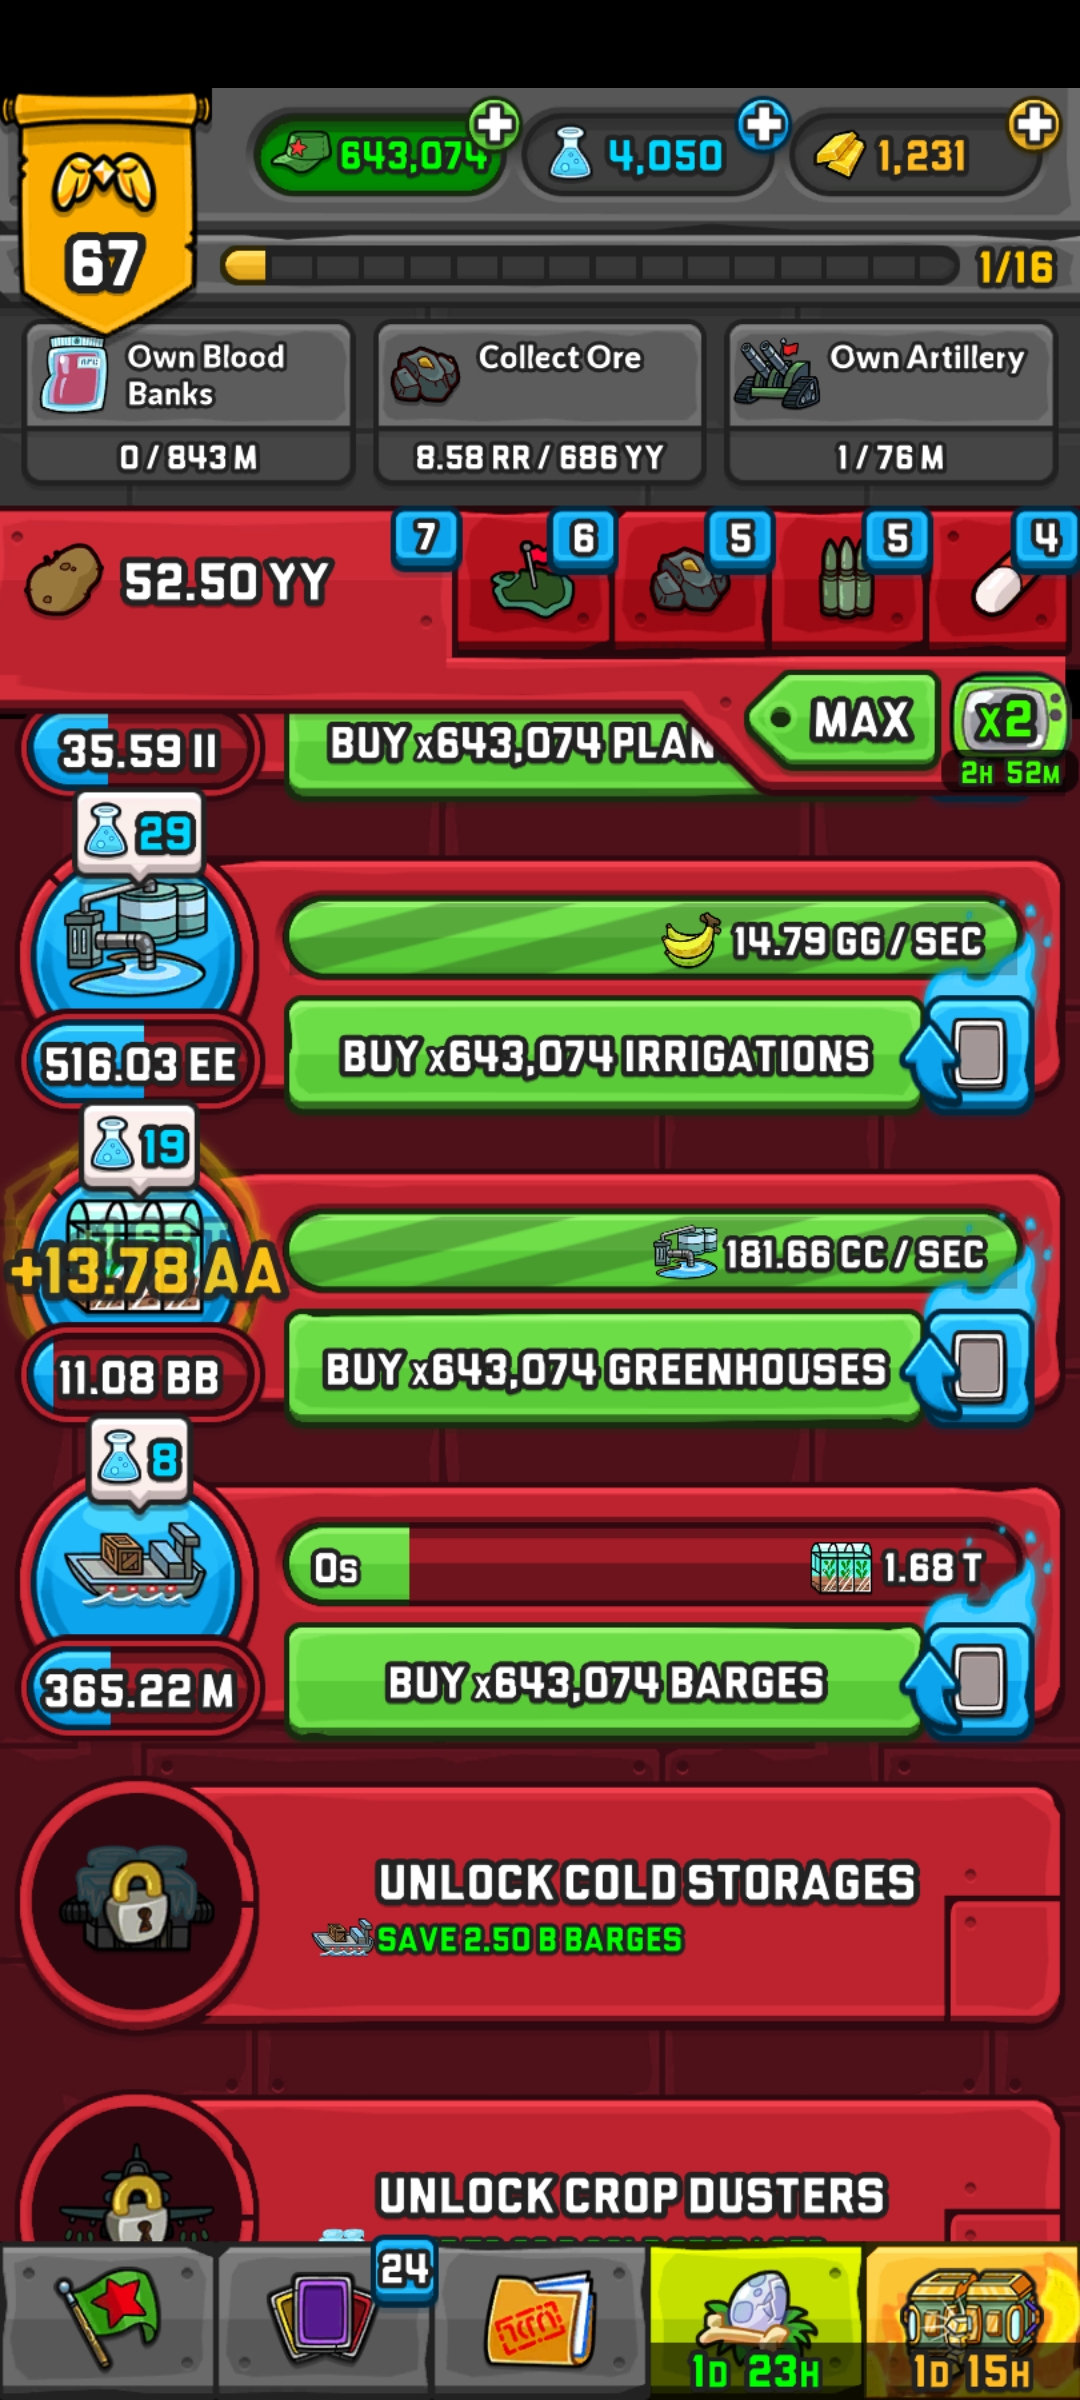 67
643,074
4,050
1,231
1/16
Own Blood
Banks
0 / 843 M
Collect Ore
8.58 RR / 686 YY
Own Artillery
1 / 76 M
52.50 YY
7
6
5
5
4
MAX
x2
2H 52M
35.59 II
BUY x643,074 PLAN
29
14.79 GG / SEC
516.03 EE
BUY x643,074 IRRIGATIONS
19
+13.78 AA
181.66 CC / SEC
11.08 BB
BUY x643,074 GREENHOUSES
8
0s
1.68 T
365.22 M
BUY x643,074 BARGES
UNLOCK COLD STORAGES
SAVE 2.50 B BARGES
UNLOCK CROP DUSTERS
24
1D 23H
1D 15H